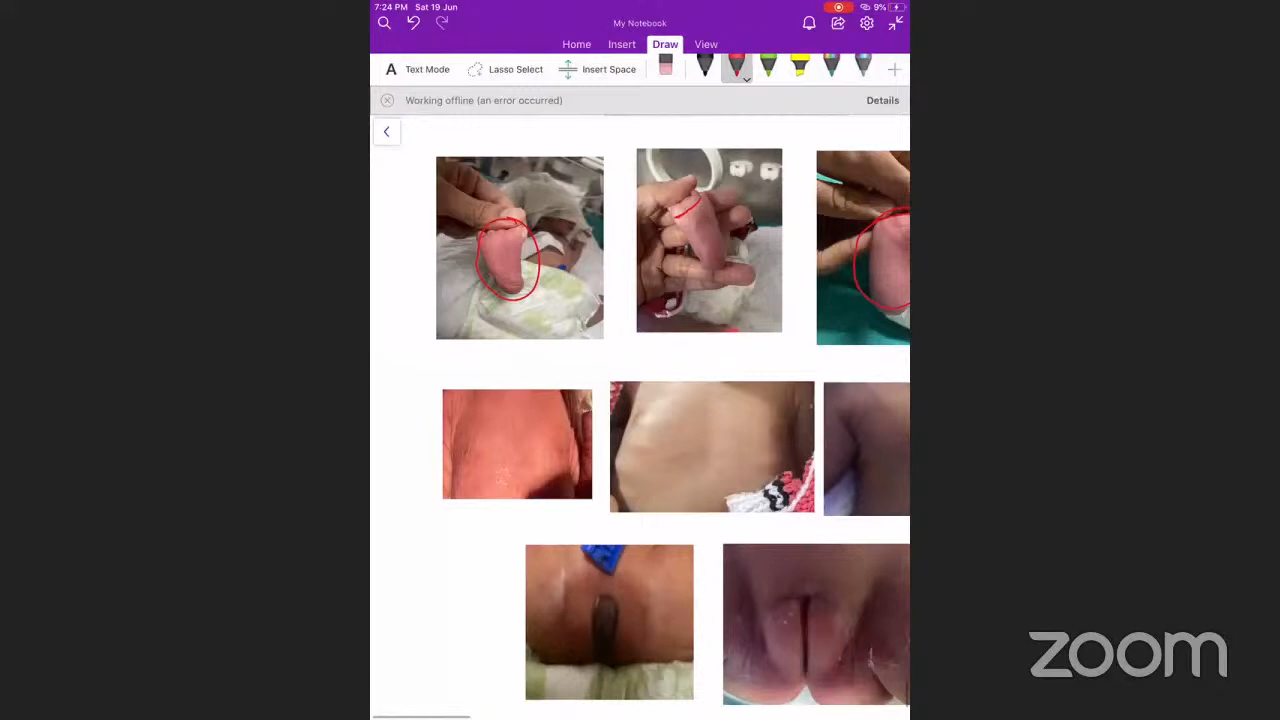 7:24 PM Sat 19 Jun
9%
My Notebook
Home Insert Draw View
A Text Mode Lasso Select Insert Space
Working offline (an error occurred) Details
zoom